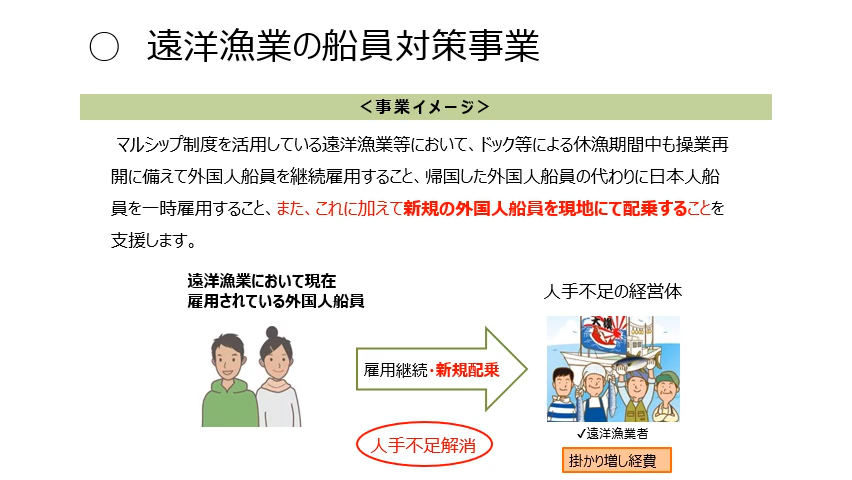 ○ 遠洋漁業の船員対策事業
＜事業イメージ＞
マルシップ制度を活用している遠洋漁業等において、ドック等による休漁期間中も操業再
開に備えて外国人船員を継続雇用すること、帰国した外国人船員の代わりに日本人船
員を一時雇用すること、また、これに加えて新規の外国人船員を現地にて配乗することを
支援します。
遠洋漁業において現在
雇用されている外国人船員
人手不足の経営体
大漁
雇用継続・新規配乗
✓遠洋漁業者
人手不足解消
掛かり増し経費